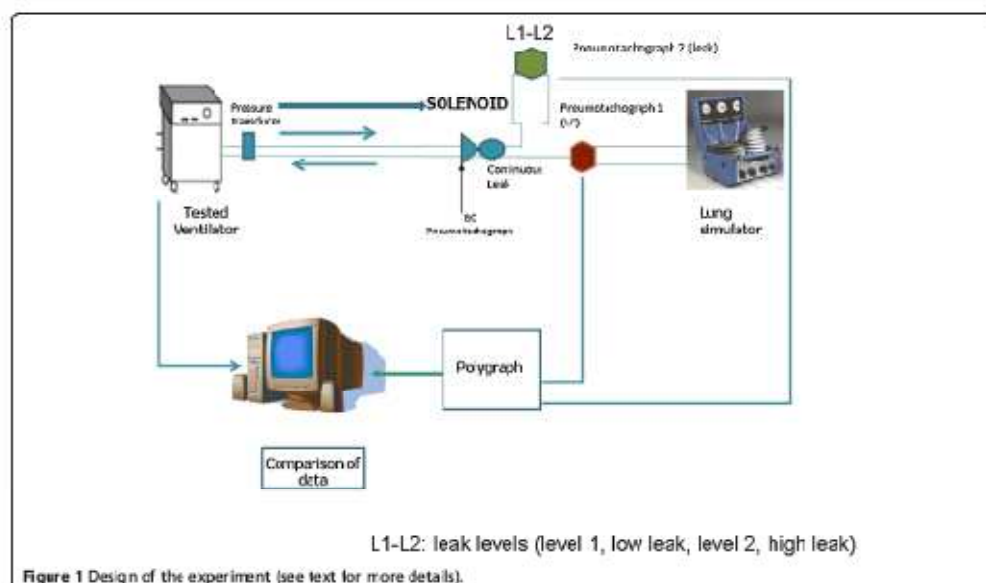 L1-L2
Pneumotachograph 2 (leak)
Pressure
SOLENOID
Pneumotachograph 1
Continuous
Leak
Tested
Ventilator
Pneumotachograph
Lung
simulator
Polygraph
Comparison of
data
L1-L2: leak levels (level 1, low leak, level 2, high leak)
Figure 1 Design of the experiment (see text for more details).